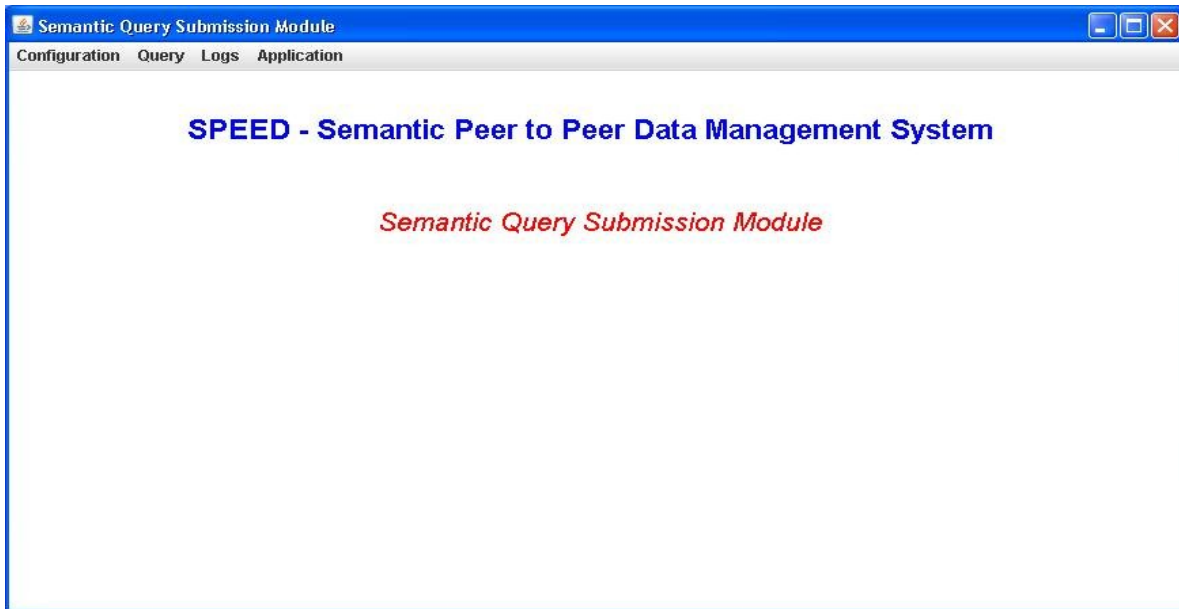 Semantic Query Submission Module
Configuration Query Logs Application
SPEED - Semantic Peer to Peer Data Management System
Semantic Query Submission Module